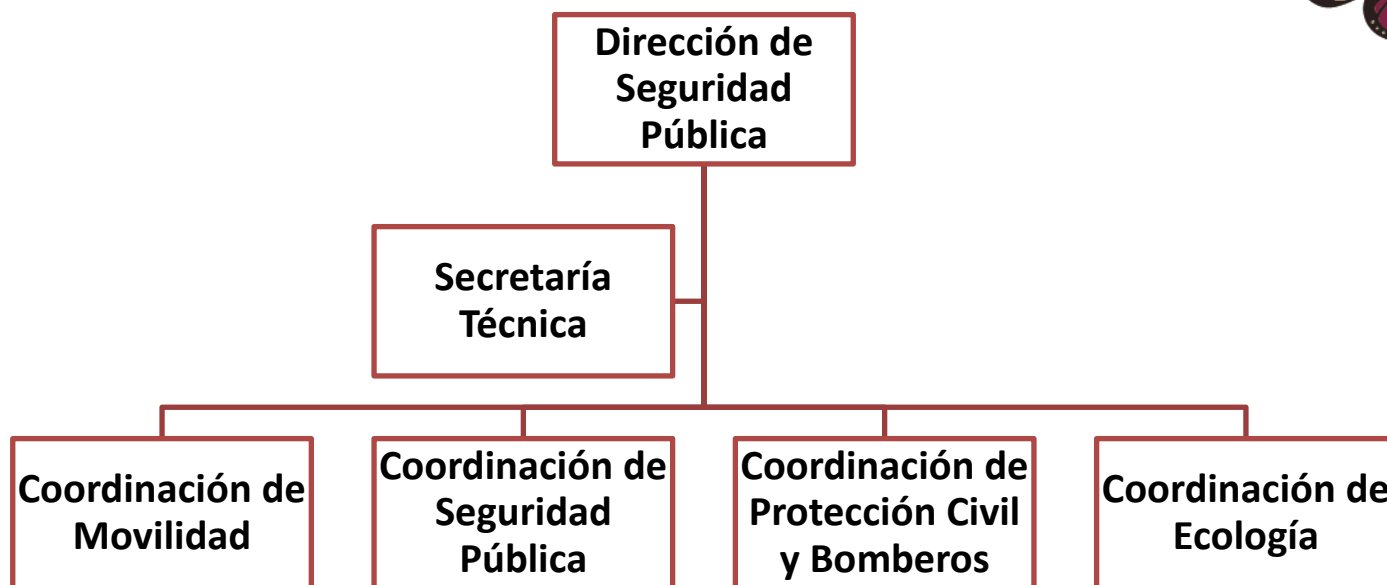 Dirección de
Seguridad
Pública
Secretaría
Técnica
Coordinación de
Movilidad
Coordinación de
Seguridad
Pública
Coordinación de
Protección Civil
y Bomberos
Coordinación de
Ecología